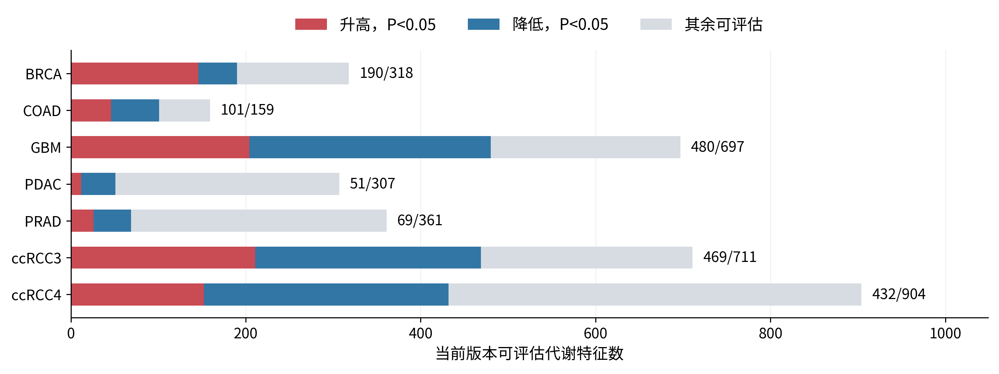 升高，P<0.05 降低，P<0.05 其余可评估
BRCA 190/318
COAD 101/159
GBM 480/697
PDAC 51/307
PRAD 69/361
ccRCC3 469/711
ccRCC4 432/904
0 200 400 600 800 1000
当前版本可评估代谢特征数